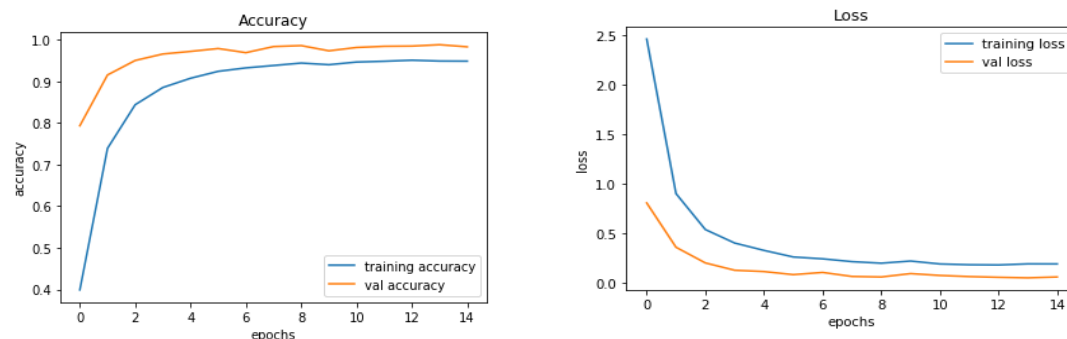 Accuracy
1.0
0.9
0.8
0.7
0.6
0.5
0.4
accuracy
training accuracy
val accuracy
0 2 4 6 8 10 12 14
epochs
Loss
2.5
2.0
1.5
1.0
0.5
0.0
loss
training loss
val loss
0 2 4 6 8 10 12 14
epochs